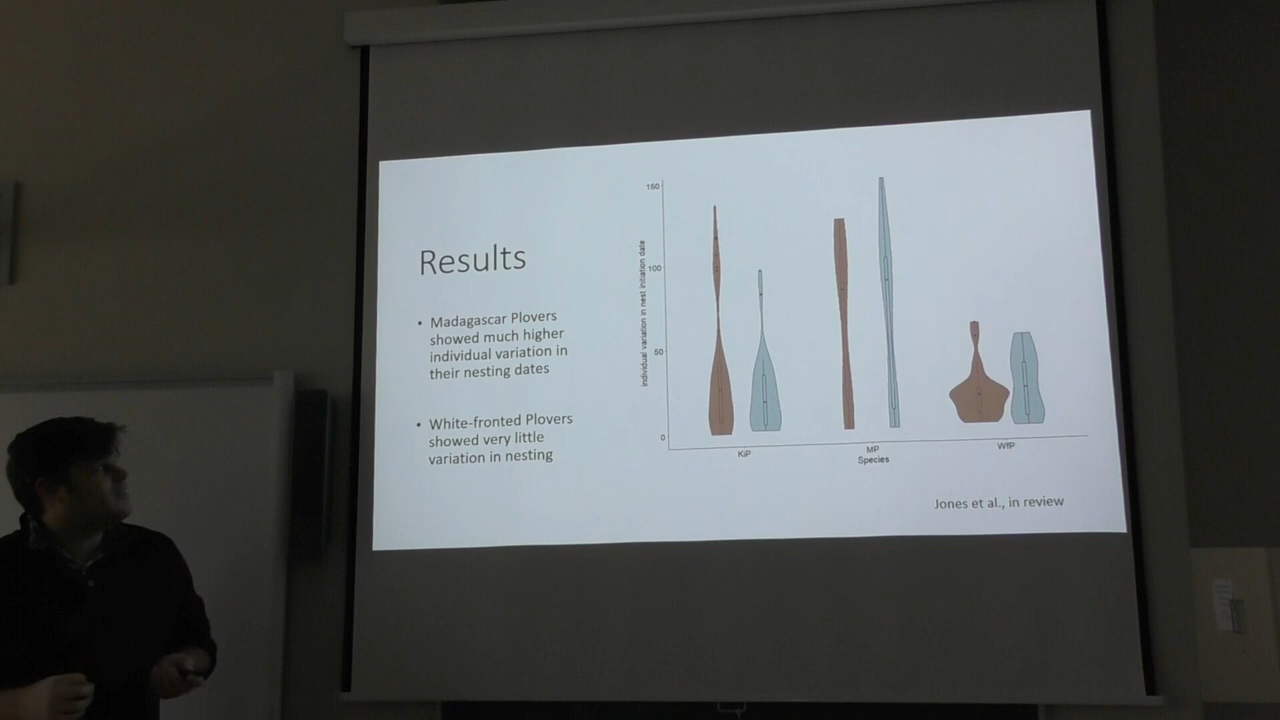 Results
• Madagascar Plovers
showed much higher
individual variation in
their nesting dates
• White-fronted Plovers
showed very little
variation in nesting
individual variation in nest initiation date
150
100
50
0
KiP
MP
WfP
Species
Jones et al., in review